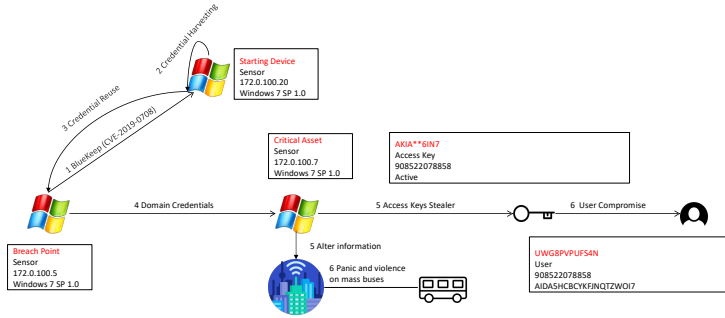 2 Credential Harvesting
Starting Device
Sensor
172.0.100.20
Windows 7 SP 1.0
3 Credential Reuse
1 BlueKeep (CVE-2019-0708)
Critical Asset
Sensor
172.0.100.7
Windows 7 SP 1.0
AKIA**6IN7
Access Key
908522078858
Active
4 Domain Credentials
5 Access Keys Stealer
6 User Compromise
Breach Point
Sensor
172.0.100.5
Windows 7 SP 1.0
5 Alter information
6 Panic and violence
on mass buses
UWG8PVPUFS4N
User
908522078858
AIDA5HCBCYKFJNQTZWOI7